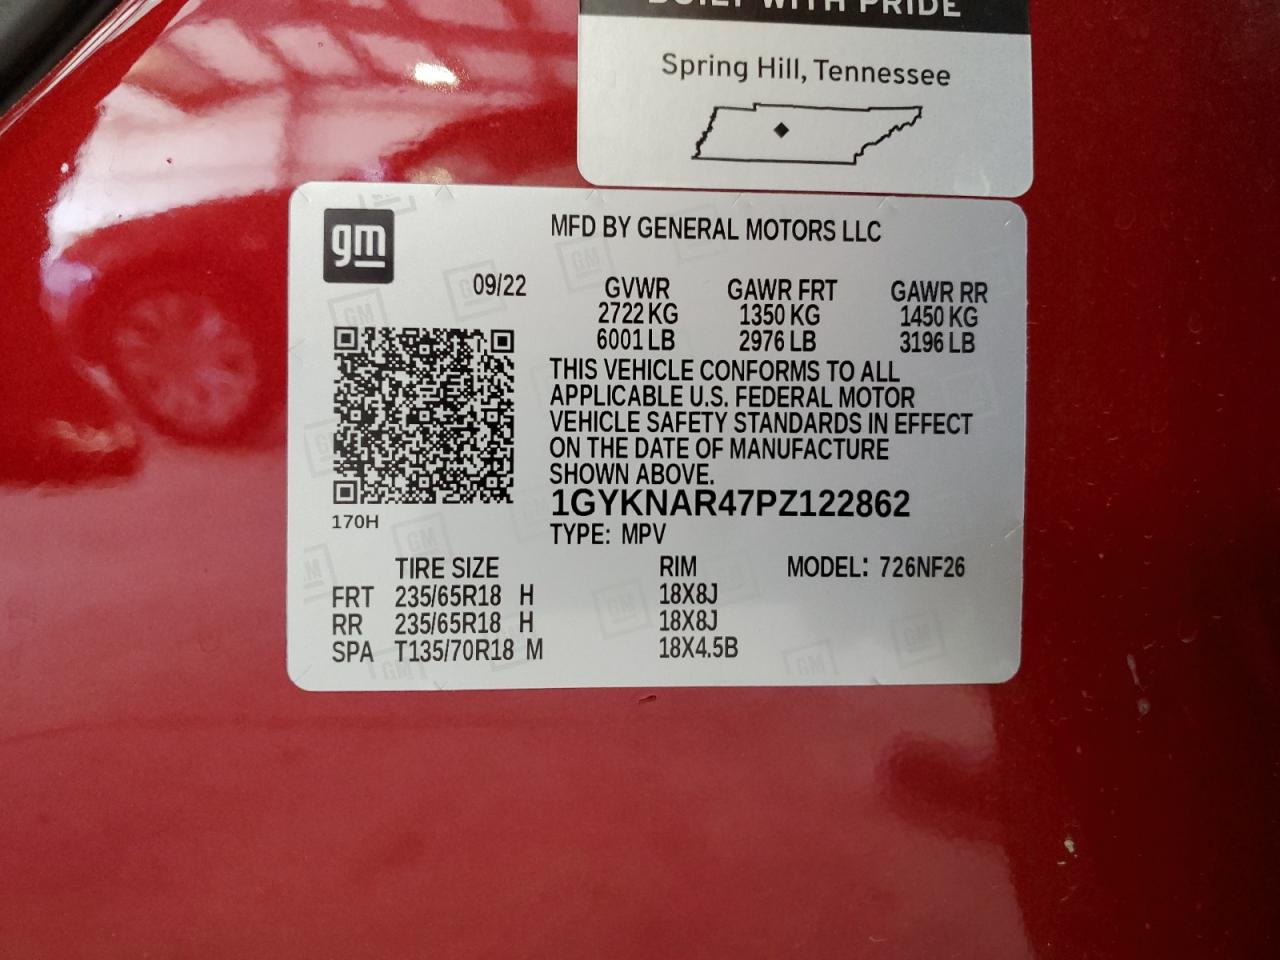 BUILT WITH PRIDE
Spring Hill, Tennessee
gm
MFD BY GENERAL MOTORS LLC
09/22 GVWR GAWR FRT GAWR RR
2722 KG 1350 KG 1450 KG
6001 LB 2976 LB 3196 LB
THIS VEHICLE CONFORMS TO ALL
APPLICABLE U.S. FEDERAL MOTOR
VEHICLE SAFETY STANDARDS IN EFFECT
ON THE DATE OF MANUFACTURE
SHOWN ABOVE.
1GYKNAR47PZ122862
170H
TYPE: MPV
TIRE SIZE RIM MODEL: 726NF26
FRT 235/65R18 H 18X8J
RR 235/65R18 H 18X8J
SPA T135/70R18 M 18X4.5B